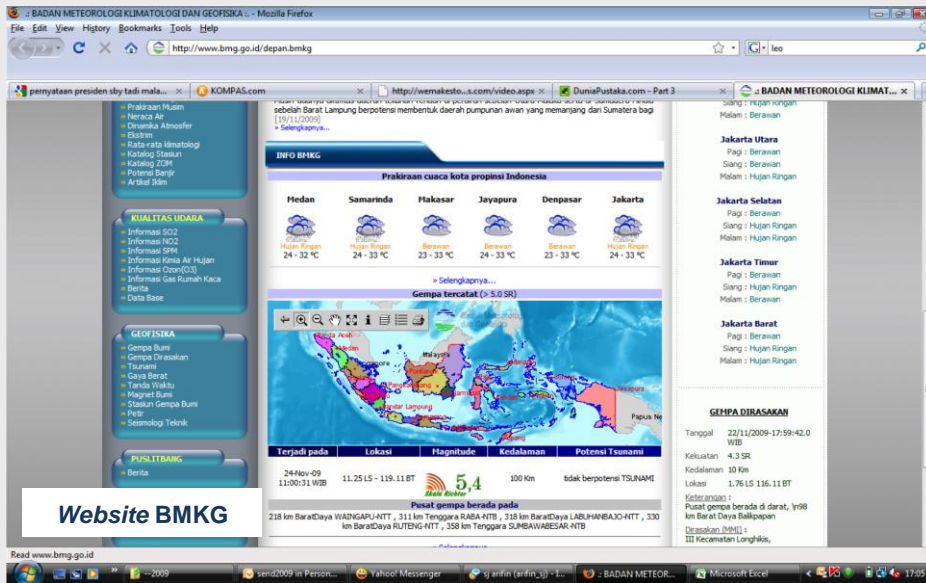 .: BADAN METEOROLOGI KLIMATOLOGI DAN GEOFISIKA :. - Mozilla Firefox
File Edit View History Bookmarks Tools Help
http://www.bmg.go.id/depan.bmkg
leo
pernyataan presiden sby tadi mala...
KOMPAS.com
http://wemakesto...s.com/video.aspx
DuniaPustaka.com - Part 3
.: BADAN METEOROLOGI KLIMAT...
» Prakiraan Musim
» Neraca Air
» Dinamika Atmosfer
» Ekstrim
» Rata-rata klimatologi
» Katalog Stasiun
» Katalog ZOM
» Potensi Banjir
» Artikel Iklim
KUALITAS UDARA
» Informasi SO2
» Informasi NO2
» Informasi SPM
» Informasi Kimia Air Hujan
» Informasi Ozon(O3)
» Informasi Gas Rumah Kaca
» Berita
» Data Base
GEOFISIKA
» Gempa Bumi
» Gempa Dirasakan
» Tsunami
» Gaya Berat
» Tanda Waktu
» Magnet Bumi
» Stasiun Gempa Bumi
» Petir
» Seismologi Teknik
PUSLITBANG
» Berita
sebelah Barat Lampung berpotensi membentuk daerah pumpunan awan yang memanjang dari Sumatera bagi
[19/11/2009]
» Selengkapnya...
INFO BMKG
Prakiraan cuaca kota propinsi Indonesia
Medan Samarinda Makasar Jayapura Denpasar Jakarta
Hujan Ringan Hujan Ringan Berawan Berawan Berawan Hujan Ringan
24 - 32 °C 24 - 33 °C 23 - 33 °C 24 - 33 °C 23 - 33 °C 24 - 33 °C
» Selengkapnya...
Gempa tercatat (> 5.0 SR)
Banda Aceh
Medan
Malaysia
Lampung
Jayapura
Papua Ne
Terjadi pada Lokasi Magnitude Kedalaman Potensi Tsunami
24-Nov-09
11:00:31 WIB
11.25 LS - 119.11 BT
5,4
Skala Richter
100 Km
tidak berpotensi TSUNAMI
Pusat gempa berada pada
218 km BaratDaya WAINGAPU-NTT , 311 km Tenggara RABA-NTB , 318 km BaratDaya LABUHANBAJO-NTT , 330
km BaratDaya RUTENG-NTT , 358 km Tenggara SUMBAWABESAR-NTB
Siang : Hujan Ringan
Malam : Berawan
Jakarta Utara
Pagi : Berawan
Siang : Berawan
Malam : Hujan Ringan
Jakarta Selatan
Pagi : Berawan
Siang : Berawan
Malam : Hujan Ringan
Jakarta Timur
Pagi : Berawan
Siang : Hujan Ringan
Malam : Berawan
Jakarta Barat
Pagi : Berawan
Siang : Hujan Ringan
Malam : Hujan Ringan
GEMPA DIRASAKAN
Tanggal 22/11/2009-17:59:42.0
WIB
Kekuatan 4.3 SR
Kedalaman 10 Km
Lokasi 1.76 LS 116.11 BT
Keterangan :
Pusat gempa berada di darat, \n98
km Barat Daya Balikpapan
Dirasakan (MMI) :
III Kecamatan Longhikis,
Website BMKG
Read www.bmg.go.id
--2009
send2009 in Person...
Yahoo! Messenger
sj arifin (arifin_sj) - I...
.: BADAN METEOR...
Microsoft Excel
17:05